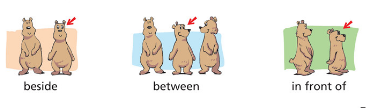 beside
between
in front of